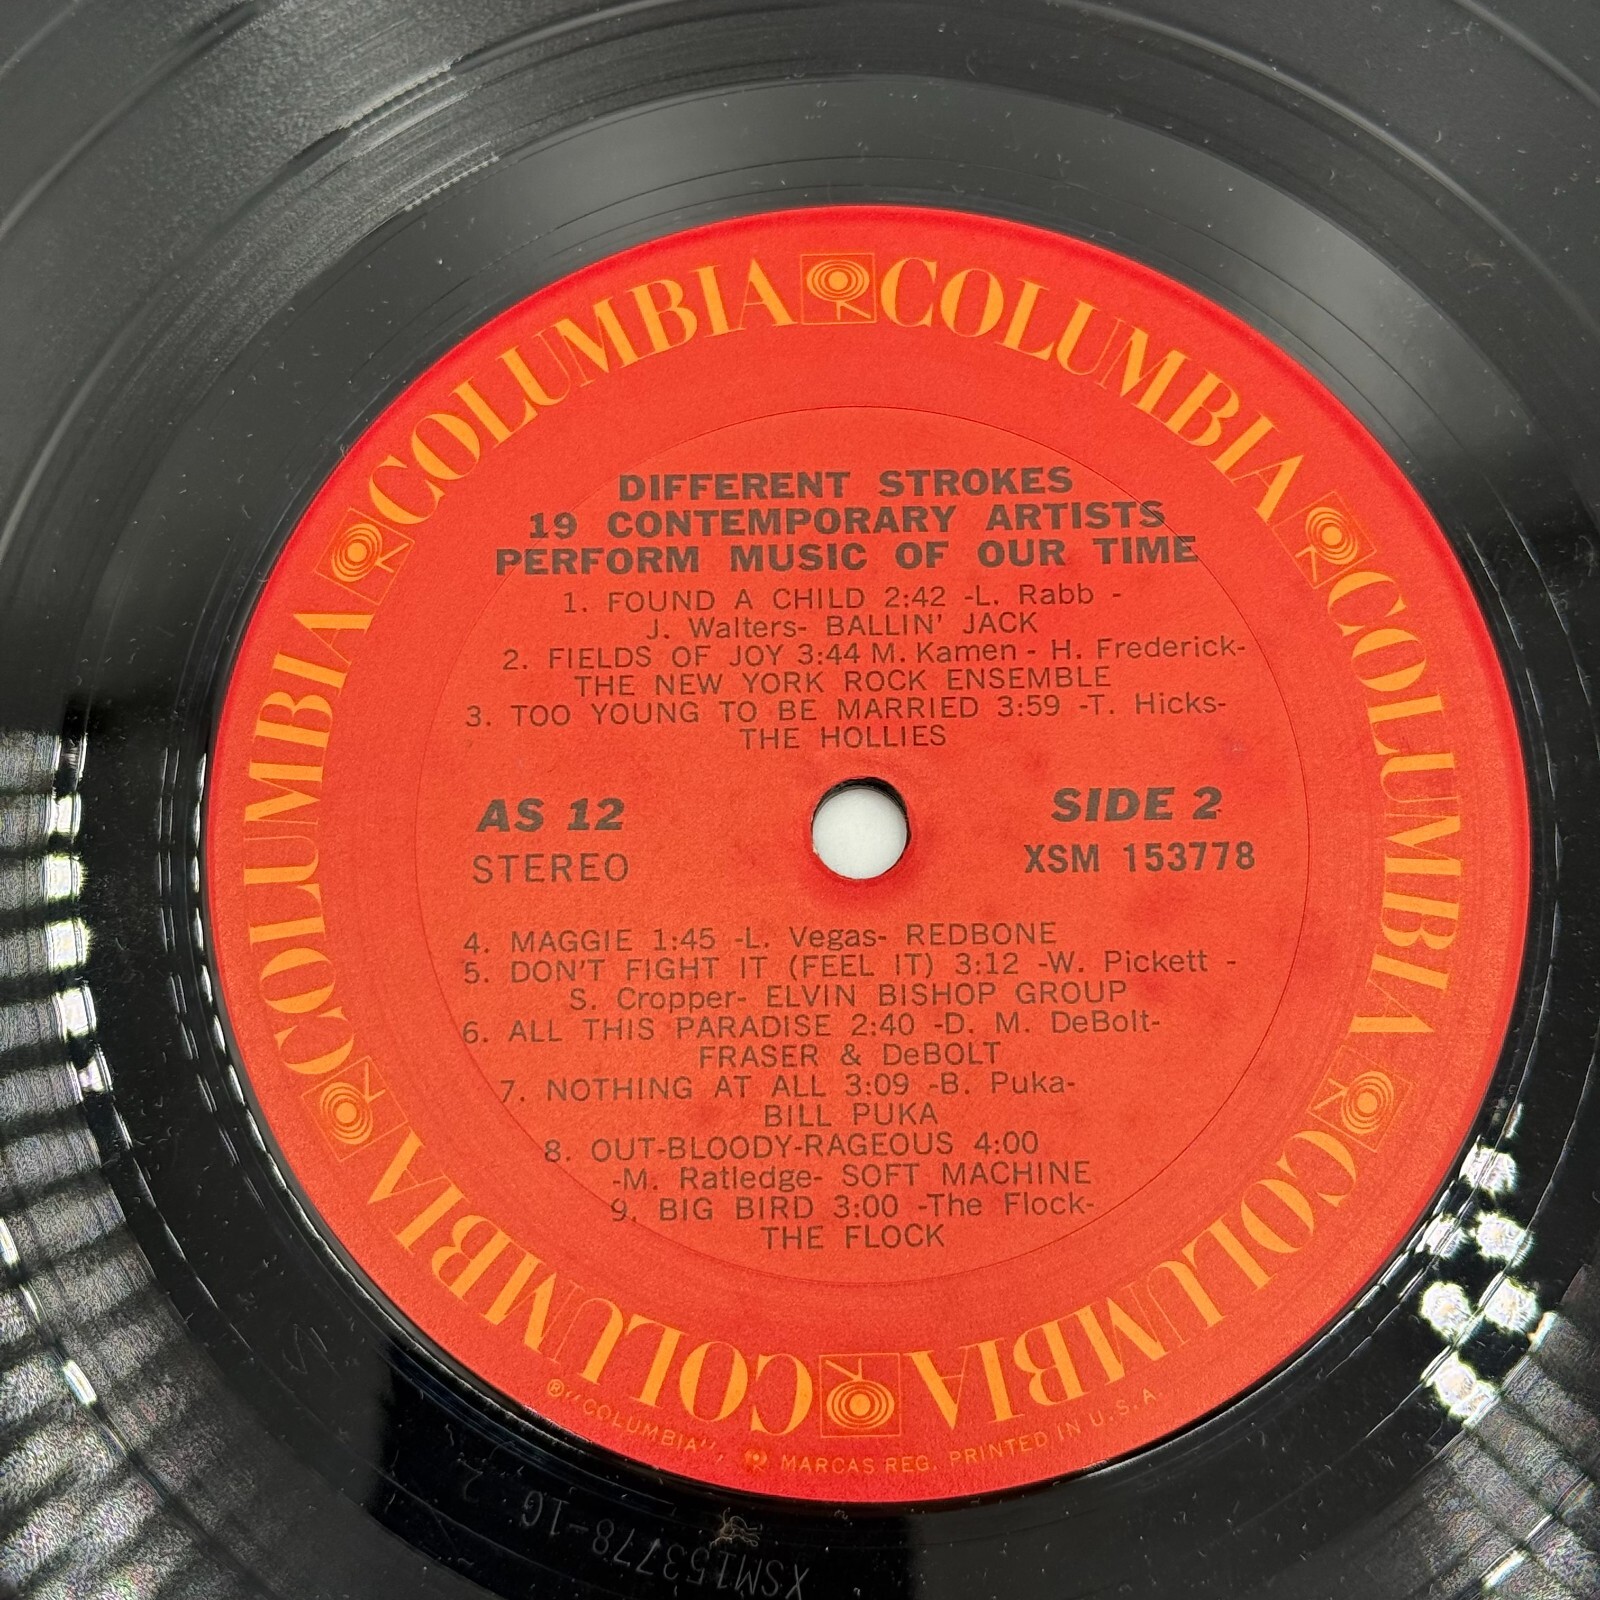 COLUMBIA COLUMBIA COLUMBIA COLUMBIA COLUMBIA COLUMBIA
DIFFERENT STROKES
19 CONTEMPORARY ARTISTS
PERFORM MUSIC OF OUR TIME
1. FOUND A CHILD 2:42 -L. Rabb -
J. Walters- BALLIN' JACK
2. FIELDS OF JOY 3:44 M. Kamen - H. Frederick-
THE NEW YORK ROCK ENSEMBLE
3. TOO YOUNG TO BE MARRIED 3:59 -T. Hicks-
THE HOLLIES
AS 12
STEREO
SIDE 2
XSM 153778
4. MAGGIE 1:45 -L. Vegas- REDBONE
5. DON'T FIGHT IT (FEEL IT) 3:12 -W. Pickett -
S. Cropper- ELVIN BISHOP GROUP
6. ALL THIS PARADISE 2:40 -D. M. DeBolt-
FRASER & DeBOLT
7. NOTHING AT ALL 3:09 -B. Puka-
BILL PUKA
8. OUT-BLOODY-RAGEOUS 4:00
-M. Ratledge- SOFT MACHINE
9. BIG BIRD 3:00 -The Flock-
THE FLOCK
® "COLUMBIA", MARCAS REG. PRINTED IN U.S.A.
XSM153778-1G 2